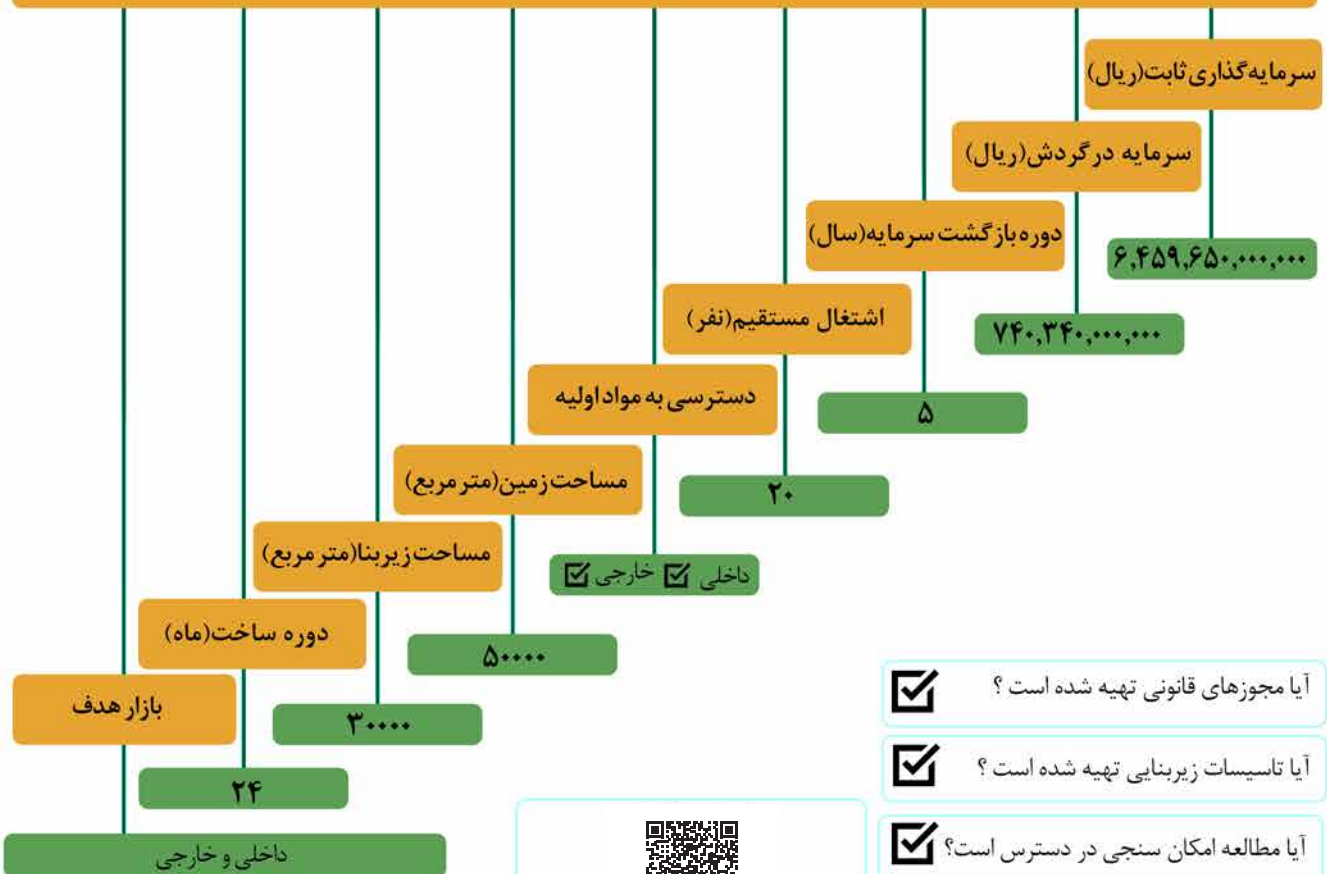 سرمایه‌گذاری ثابت(ریال)
۶,۴۵۹,۶۵۰,۰۰۰,۰۰۰
سرمایه در گردش(ریال)
۷۴۰,۳۴۰,۰۰۰,۰۰۰
دوره بازگشت سرمایه(سال)
۵
اشتغال مستقیم(نفر)
۲۰
دسترسی به مواد اولیه
داخلی ☑ خارجی ☑
مساحت زمین(متر مربع)
۵۰۰۰۰
مساحت زیربنا(متر مربع)
۳۰۰۰۰
دوره ساخت(ماه)
۲۴
بازار هدف
داخلی و خارجی
آیا مجوزهای قانونی تهیه شده است ؟ ☑
آیا تاسیسات زیربنایی تهیه شده است ؟ ☑
آیا مطالعه امکان سنجی در دسترس است؟ ☑